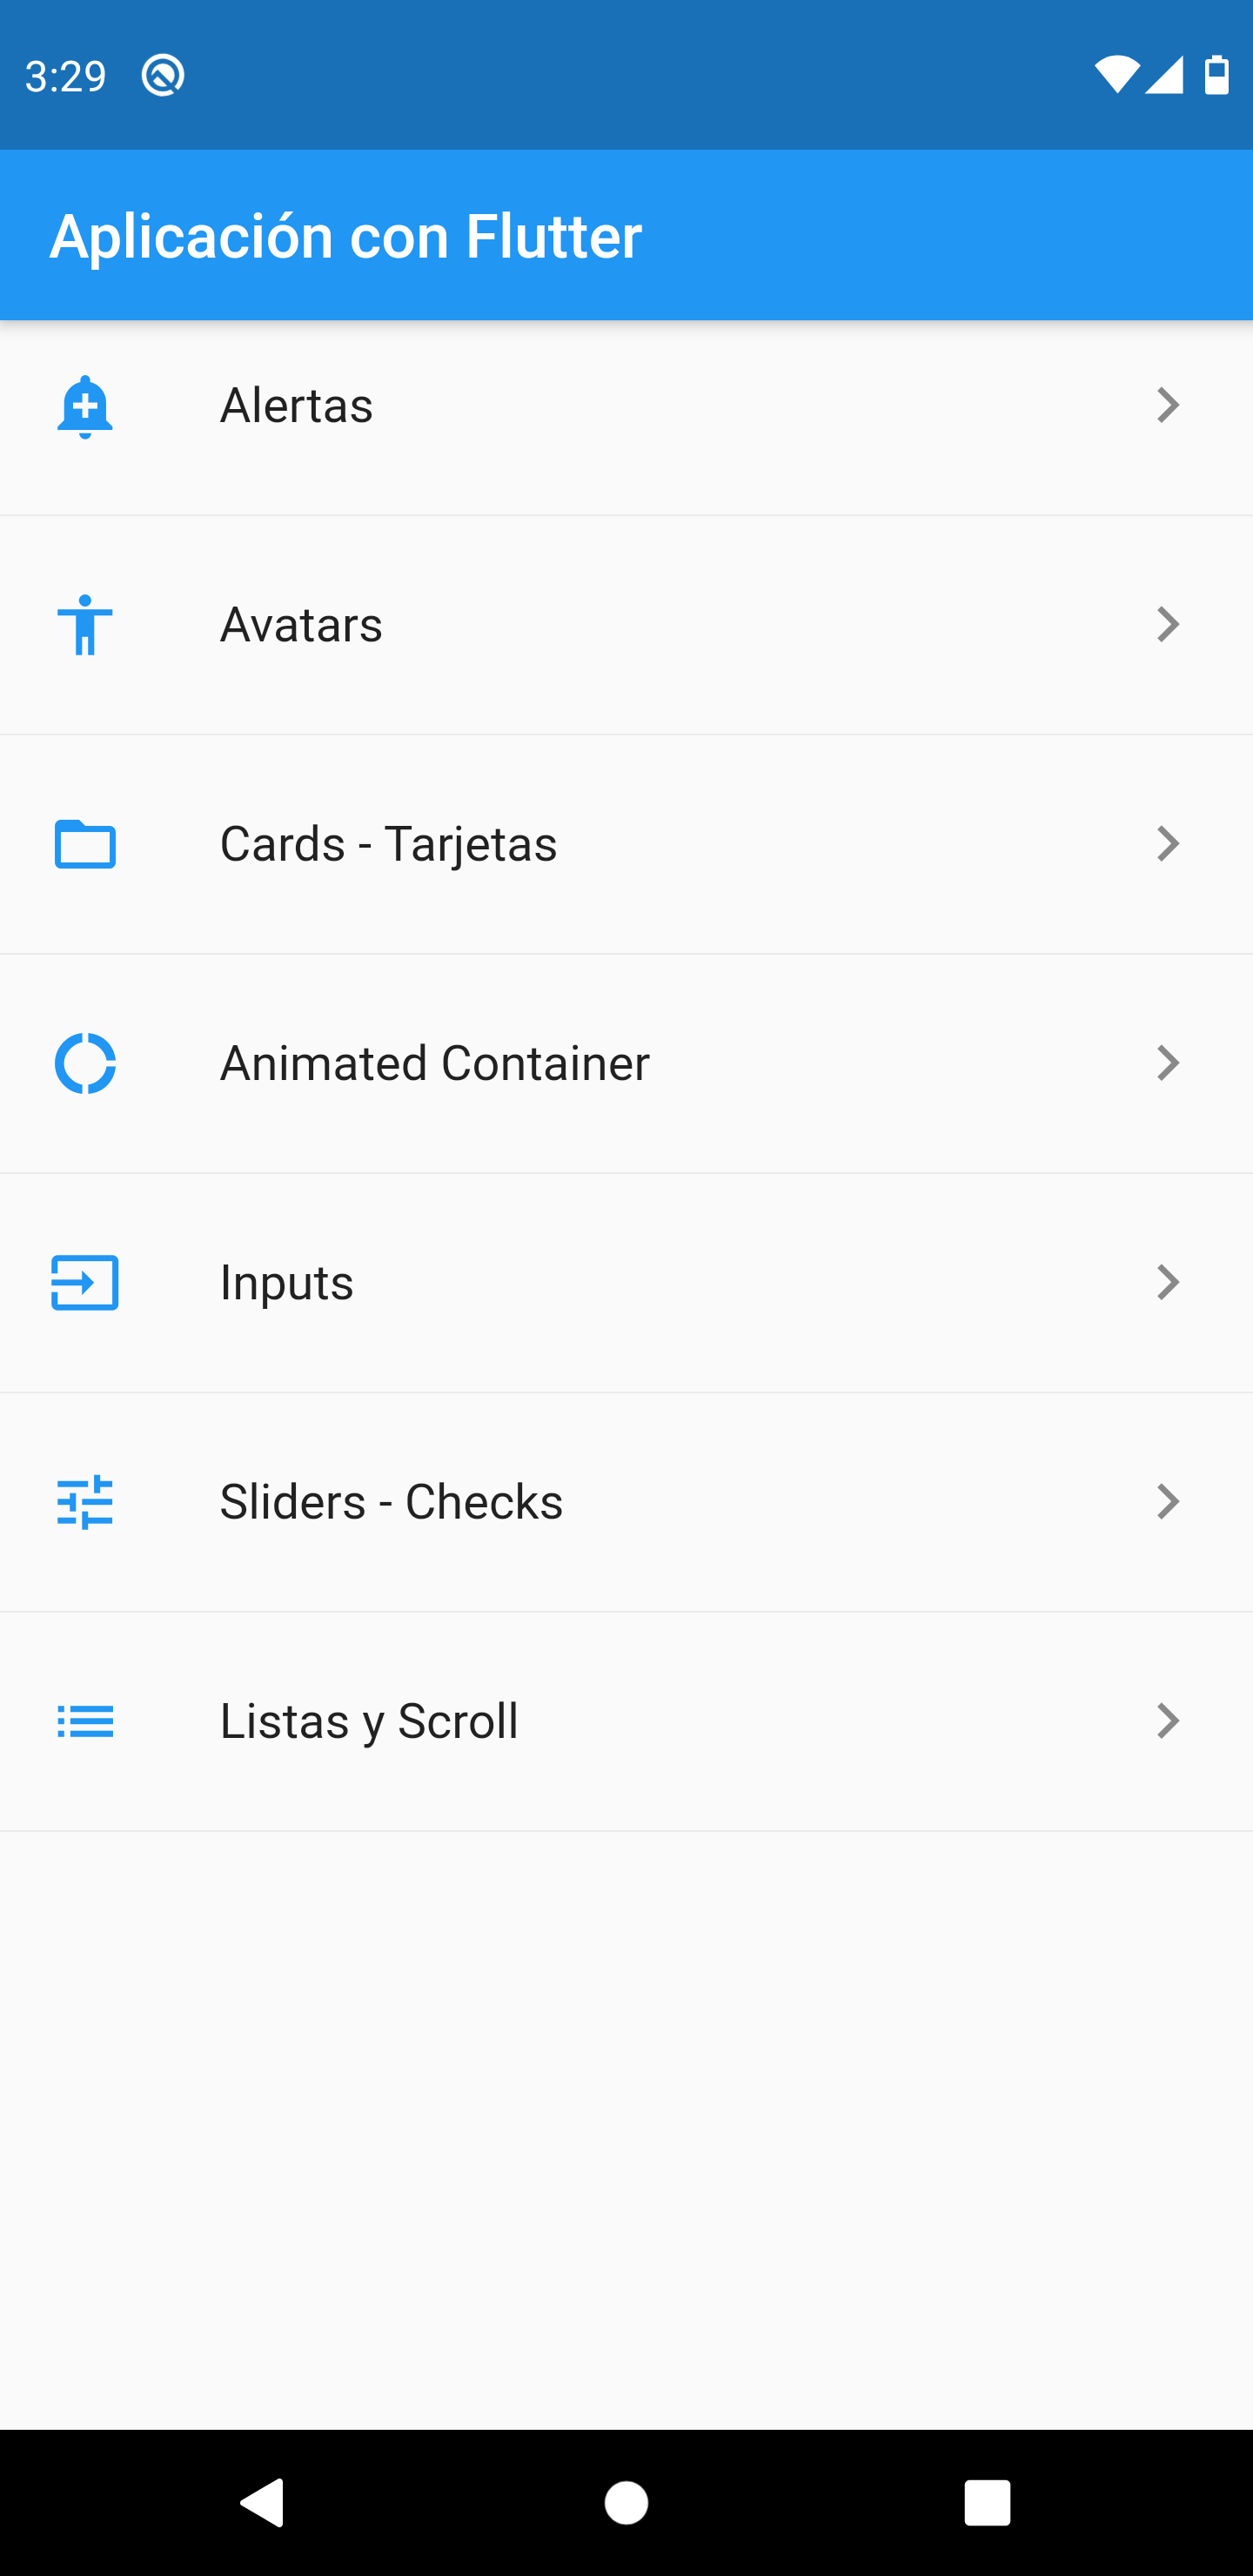 3:29
Aplicación con Flutter
Alertas
Avatars
Cards - Tarjetas
Animated Container
Inputs
Sliders - Checks
Listas y Scroll